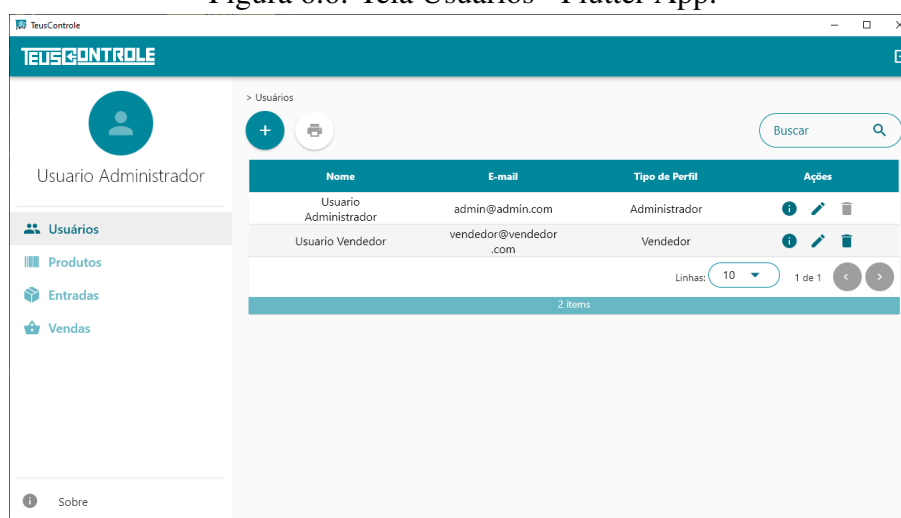 Figura 6.6: Tela Usuários - Flutter App.
TeusControle
TEUSCONTROLE
> Usuários
+
Buscar
Usuario Administrador
Nome E-mail Tipo de Perfil Ações
Usuario
Administrador
admin@admin.com
Administrador
Usuario Vendedor
vendedor@vendedor
.com
Vendedor
Linhas: 10 1 de 1 < >
2 items
Usuários
Produtos
Entradas
Vendas
Sobre